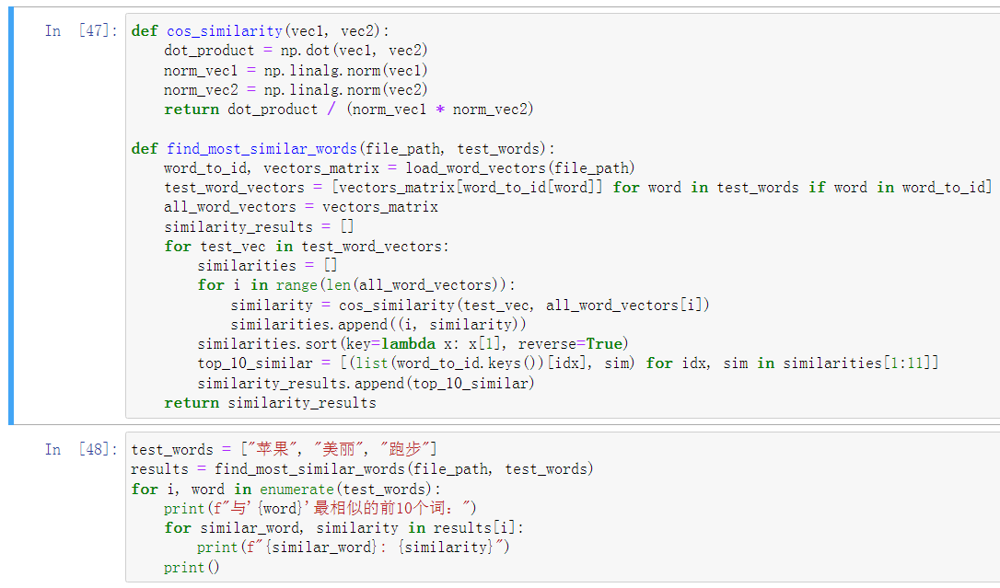 In [47]:
def cos_similarity(vec1, vec2):
    dot_product = np.dot(vec1, vec2)
    norm_vec1 = np.linalg.norm(vec1)
    norm_vec2 = np.linalg.norm(vec2)
    return dot_product / (norm_vec1 * norm_vec2)

def find_most_similar_words(file_path, test_words):
    word_to_id, vectors_matrix = load_word_vectors(file_path)
    test_word_vectors = [vectors_matrix[word_to_id[word]] for word in test_words if word in word_to_id]
    all_word_vectors = vectors_matrix
    similarity_results = []
    for test_vec in test_word_vectors:
        similarities = []
        for i in range(len(all_word_vectors)):
            similarity = cos_similarity(test_vec, all_word_vectors[i])
            similarities.append((i, similarity))
        similarities.sort(key=lambda x: x[1], reverse=True)
        top_10_similar = [(list(word_to_id.keys())[idx], sim) for idx, sim in similarities[1:11]]
        similarity_results.append(top_10_similar)
    return similarity_results
In [48]:
test_words = ["苹果", "美丽", "跑步"]
results = find_most_similar_words(file_path, test_words)
for i, word in enumerate(test_words):
    print(f"与'{word}'最相似的前10个词：")
    for similar_word, similarity in results[i]:
        print(f"{similar_word}: {similarity}")
    print()